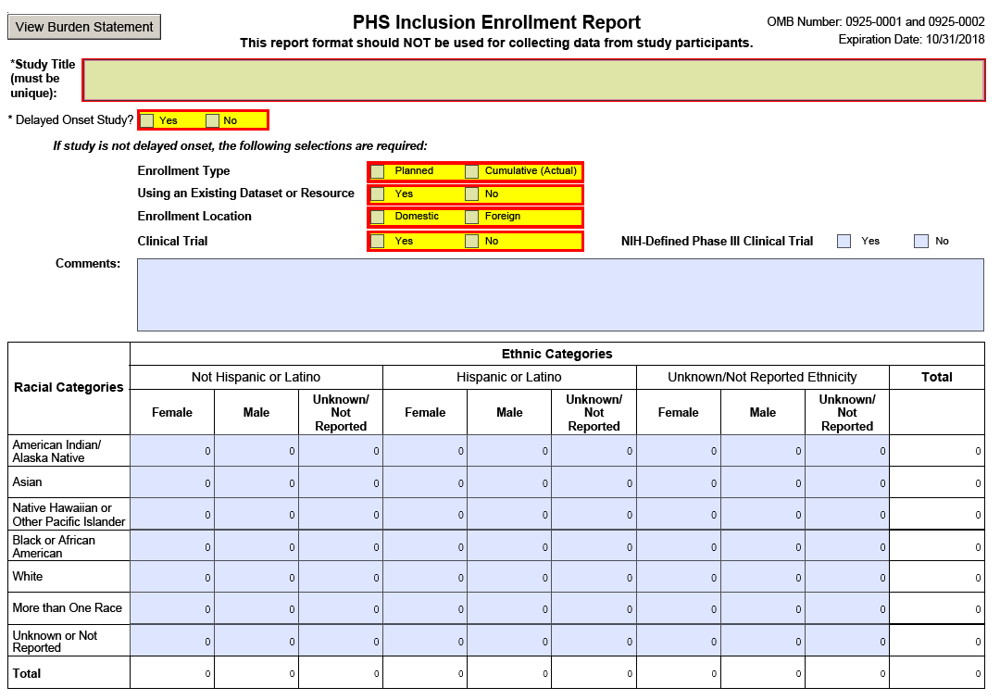 View Burden Statement
PHS Inclusion Enrollment Report
This report format should NOT be used for collecting data from study participants.
OMB Number: 0925-0001 and 0925-0002
Expiration Date: 10/31/2018
*Study Title
(must be
unique):
* Delayed Onset Study? Yes No
If study is not delayed onset, the following selections are required:
Enrollment Type Planned Cumulative (Actual)
Using an Existing Dataset or Resource Yes No
Enrollment Location Domestic Foreign
Clinical Trial Yes No NIH-Defined Phase III Clinical Trial Yes No
Comments:
Racial Categories
Ethnic Categories
Not Hispanic or Latino Hispanic or Latino Unknown/Not Reported Ethnicity Total
Female Male Unknown/
Not
Reported
Female Male Unknown/
Not
Reported
Female Male Unknown/
Not
Reported
American Indian/
Alaska Native
0 0 0 0 0 0 0 0 0 0
Asian 0 0 0 0 0 0 0 0 0 0
Native Hawaiian or
Other Pacific Islander
0 0 0 0 0 0 0 0 0 0
Black or African
American
0 0 0 0 0 0 0 0 0 0
White 0 0 0 0 0 0 0 0 0 0
More than One Race 0 0 0 0 0 0 0 0 0 0
Unknown or Not
Reported
0 0 0 0 0 0 0 0 0 0
Total 0 0 0 0 0 0 0 0 0 0